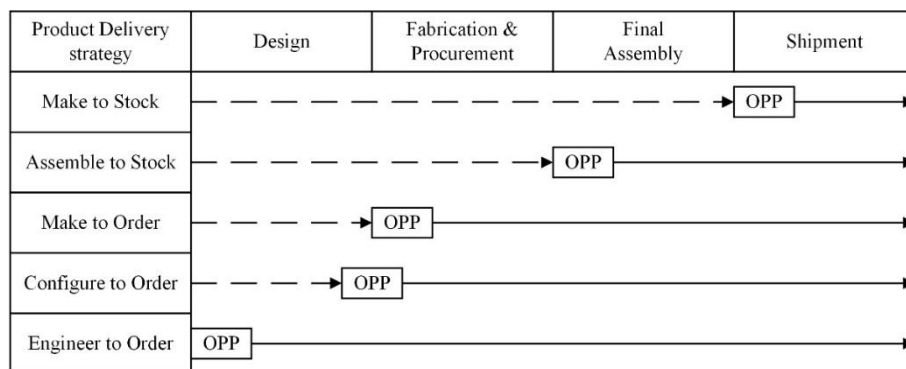 Product Delivery
strategy
Design
Fabrication &
Procurement
Final
Assembly
Shipment
Make to Stock
OPP
Assemble to Stock
OPP
Make to Order
OPP
Configure to Order
OPP
Engineer to Order
OPP